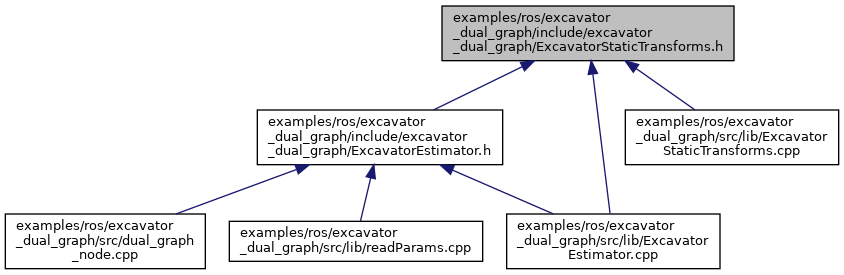 examples/ros/excavator
_dual_graph/include/excavator
_dual_graph/ExcavatorStaticTransforms.h
examples/ros/excavator
_dual_graph/include/excavator
_dual_graph/ExcavatorEstimator.h
examples/ros/excavator
_dual_graph/src/lib/Excavator
StaticTransforms.cpp
examples/ros/excavator
_dual_graph/src/dual_graph
_node.cpp
examples/ros/excavator
_dual_graph/src/lib/readParams.cpp
examples/ros/excavator
_dual_graph/src/lib/Excavator
Estimator.cpp